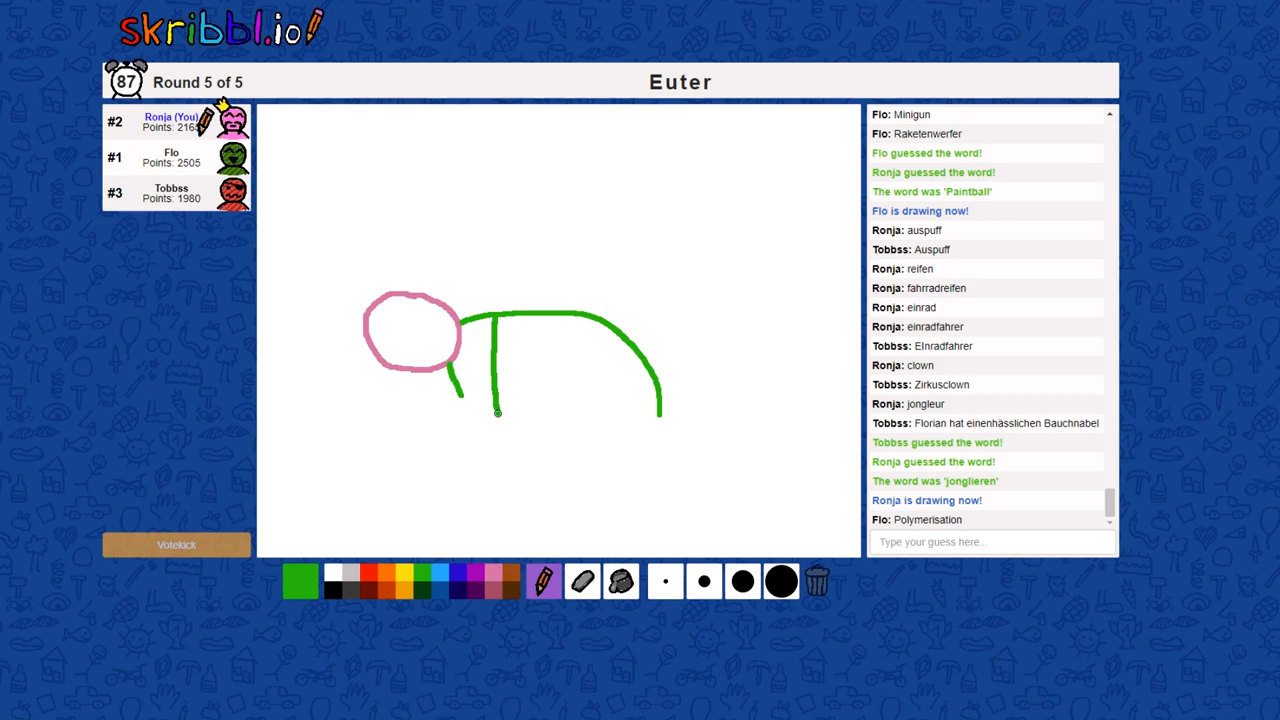 skribbl.io
87
Round 5 of 5
Euter
#2
Ronja (You)
Points: 2165
#1
Flo
Points: 2505
#3
Tobbss
Points: 1980
Votekick
Flo: Minigun
Flo: Raketenwerfer
Flo guessed the word!
Ronja guessed the word!
The word was 'Paintball'
Flo is drawing now!
Ronja: auspuff
Tobbss: Auspuff
Ronja: reifen
Ronja: fahrradreifen
Ronja: einrad
Ronja: einradfahrer
Tobbss: EInradfahrer
Ronja: clown
Tobbss: Zirkusclown
Ronja: jongleur
Tobbss: Florian hat einenhässlichen Bauchnabel
Tobbss guessed the word!
Ronja guessed the word!
The word was 'jonglieren'
Ronja is drawing now!
Flo: Polymerisation
Type your guess here...